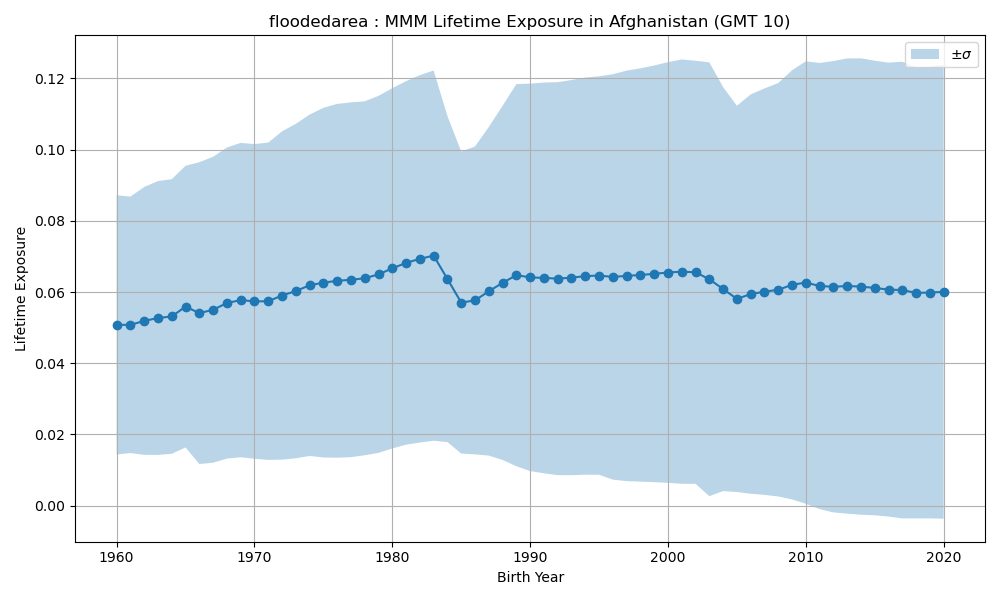 floodedarea : MMM Lifetime Exposure in Afghanistan (GMT 10)
±σ
0.12
0.10
0.08
0.06
0.04
0.02
0.00
Lifetime Exposure
1960 1970 1980 1990 2000 2010 2020
Birth Year